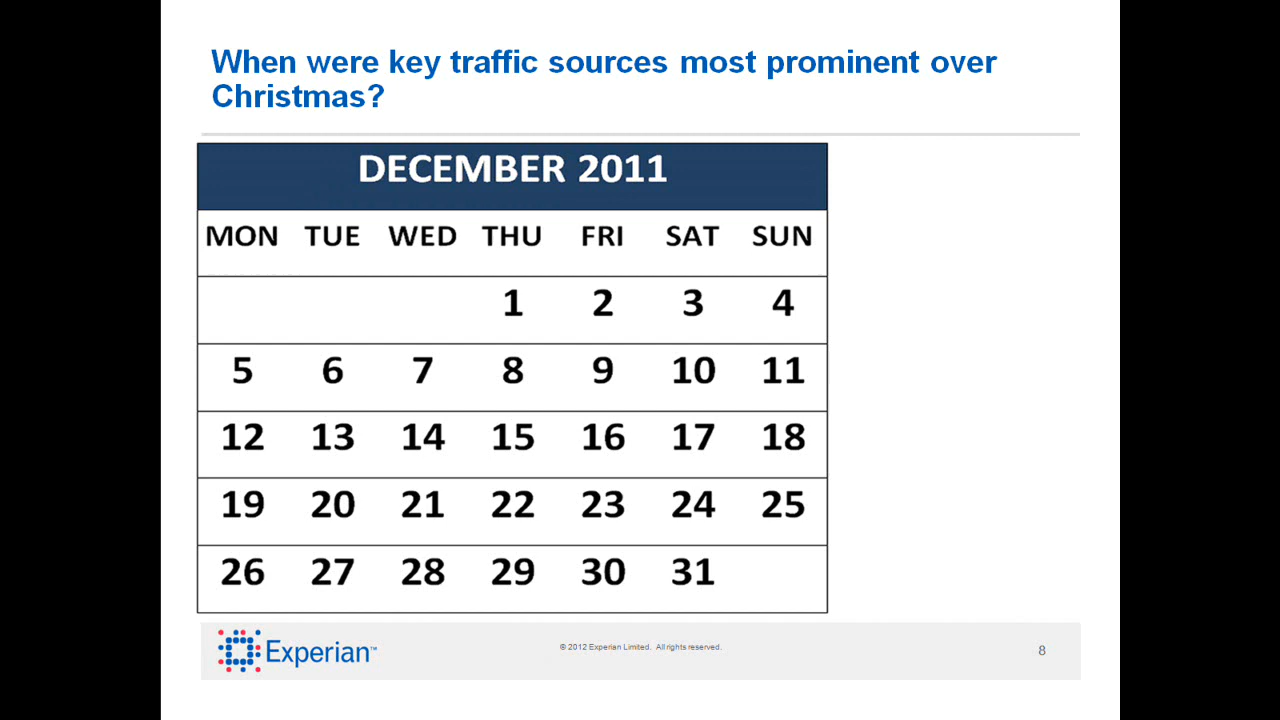 When were key traffic sources most prominent over
Christmas?
DECEMBER 2011
MON TUE WED THU FRI SAT SUN
1 2 3 4
5 6 7 8 9 10 11
12 13 14 15 16 17 18
19 20 21 22 23 24 25
26 27 28 29 30 31
Experian™
© 2012 Experian Limited. All rights reserved.
8